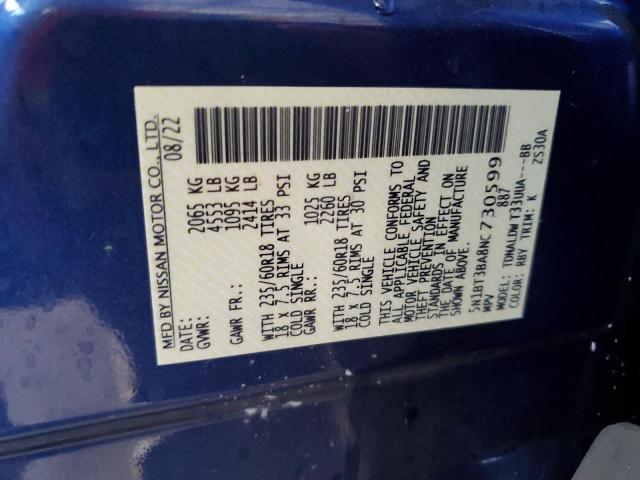 MFD BY NISSAN MOTOR CO., LTD.
DATE: 08/22
GVWR: 2065 KG
4553 LB
GAWR FR.: 1095 KG
2414 LB
WITH 235/60R18 TIRES
18 X 7.5 RIMS AT 33 PSI
COLD SINGLE
GAWR RR.: 1025 KG
2260 LB
WITH 235/60R18 TIRES
18 X 7.5 RIMS AT 30 PSI
COLD SINGLE
THIS VEHICLE CONFORMS TO
ALL APPLICABLE FEDERAL
MOTOR VEHICLE SAFETY AND
THEFT PREVENTION
STANDARDS IN EFFECT ON
THE DATE OF MANUFACTURE
SHOWN ABOVE.
5N1BT3BA8NC730599
MPV 887
MODEL: TDNALDWT33UUA---BB
COLOR: RBY TRIM: K ZS30A